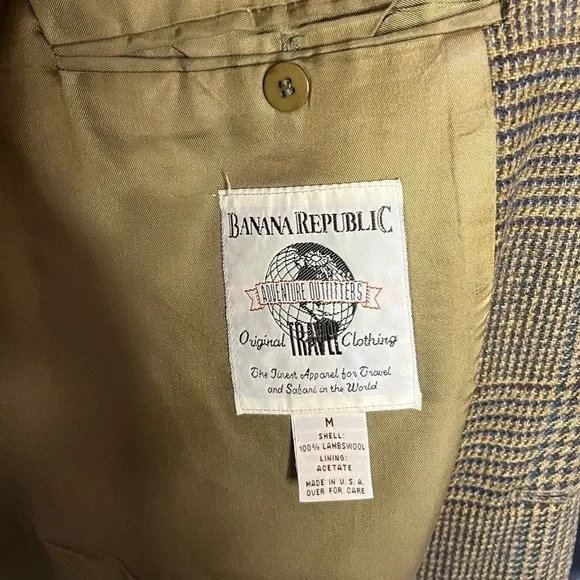 B
BANANA REPUBLIC
ADVENTURE OUTFITTERS
Original TRAVEL Clothing
The Finest Apparel for Travel
and Safari in the World
M
SHELL:
100% LAMBSWOOL
LINING:
ACETATE
MADE IN U.S.A.
OVER FOR CARE